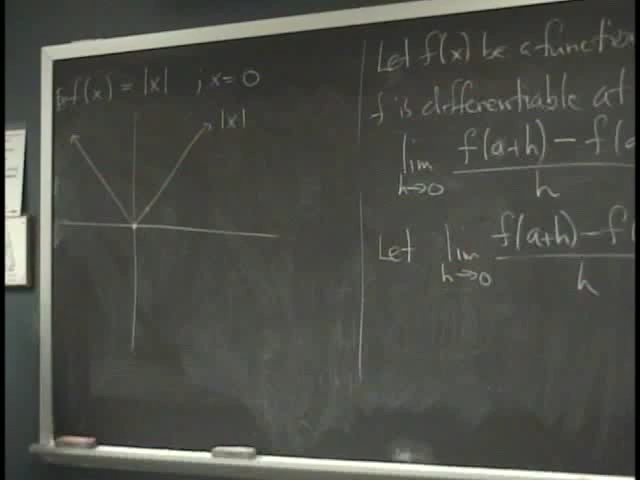 f(x) = |x| ; x = 0
|x|
Let f(x) be a function
f is differentiable at
lim h→0 f(a+h) − f(a
h
Let lim h→0 f(a+h) − f(
h